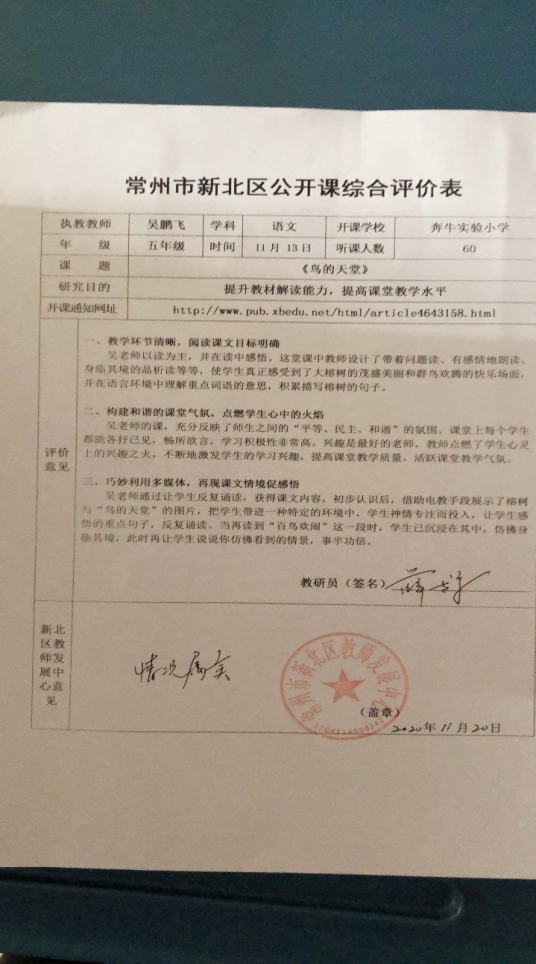 常州市新北区公开课综合评价表
执教教师 吴鹏飞 学科 语文 开课学校 奔牛实验小学
年 级 五年级 时间 11月13日 听课人数 60
课 题 《鸟的天堂》
研究目的 提升教材解读能力，提高课堂教学水平
开课通知网址 http://www.pub.xbedu.net/html/article4643158.html
评价意见
一、教学环节清晰，阅读课文目标明确
吴老师以读为主，并在读中感悟。这堂课中教师设计了带着问题读、有感情地朗读、
身临其境的品析读等等，使学生真正感受到了大榕树的茂盛美丽和群鸟欢腾的快乐场面，
并在语言环境中理解重点词语的意思，积累描写榕树的句子。
二、构建和谐的课堂气氛，点燃学生心中的火焰
吴老师的课，充分反映了师生之间的“平等、民主、和谐”的氛围。课堂上每个学生
都能各抒已见，畅所欲言，学习积极性非常高。兴趣是最好的老师。教师点燃了学生心灵
上的兴趣之火，不断地激发学生的学习兴趣，提高课堂教学质量，活跃课堂教学气氛。
三、巧妙利用多媒体，再现课文情境促感悟
吴老师通过让学生反复诵读，获得课文内容，初步认识后，借助电教手段展示了榕树
与“鸟的天堂”的图片，把学生带进一种特定的环境中，学生神情专注而投入。让学生感
悟的重点句子，反复诵读。当再读到“百鸟欢闹”这一段时，学生已沉浸在其中，仿佛身
临其境，此时再让学生说说你仿佛看到的情景，事半功倍。
教研员（签名）
新北区教师发展中心意见
情况属实
常州市新北区教师发展中心
（盖章）
2020年11月20日